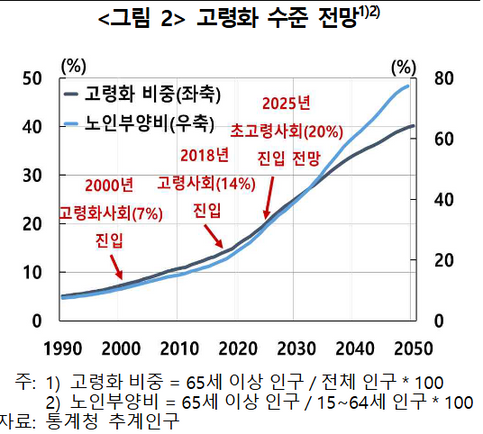 <그림 2> 고령화 수준 전망1)2)
(%) (%)
고령화 비중(좌축)
노인부양비(우축)
2025년
초고령사회(20%)
진입 전망
2018년
고령사회(14%)
진입
2000년
고령화사회(7%)
진입
50 80
40 60
30
40
20
20
10
0 0
1990 2000 2010 2020 2030 2040 2050
주: 1) 고령화 비중 = 65세 이상 인구 / 전체 인구 * 100
2) 노인부양비 = 65세 이상 인구 / 15~64세 인구 * 100
자료: 통계청 추계인구